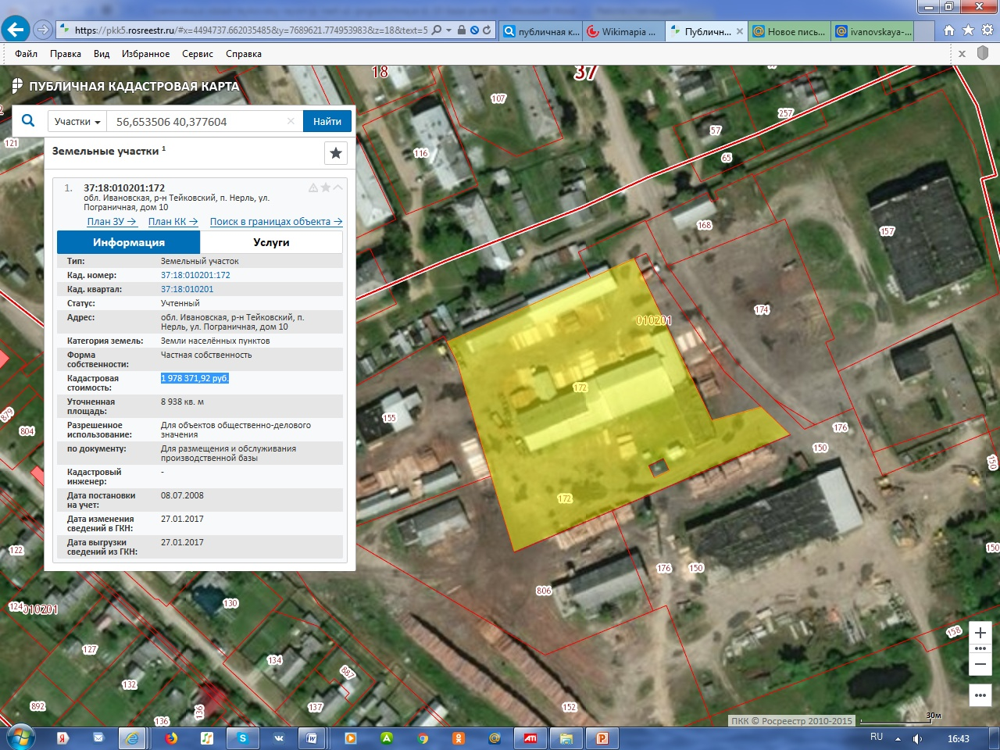 https://pkk5.rosreestr.ru/#x=4494737.662035485&y=7689621.774953983&z=18&text=5
публичная к...
Wikimapia ...
Публичн...
Новое пись...
ivanovskaya-...
Файл Правка Вид Избранное Сервис Справка
x
ПУБЛИЧНАЯ КАДАСТРОВАЯ КАРТА
Участки
56,653506 40,377604
Найти
Земельные участки 1
1. 37:18:010201:172
обл. Ивановская, р-н Тейковский, п. Нерль, ул.
Пограничная, дом 10
План ЗУ → План КК → Поиск в границах объекта →
Информация Услуги
Тип: Земельный участок
Кад. номер: 37:18:010201:172
Кад. квартал: 37:18:010201
Статус: Учтенный
Адрес: обл. Ивановская, р-н Тейковский, п.
Нерль, ул. Пограничная, дом 10
Категория земель: Земли населённых пунктов
Форма
собственности:
Частная собственность
Кадастровая
стоимость:
1 978 371,92 руб.
Уточненная
площадь:
8 938 кв. м
Разрешенное
использование:
Для объектов общественно-делового
значения
по документу: Для размещения и обслуживания
производственной базы
Кадастровый
инженер:
-
Дата постановки
на учет:
08.07.2008
Дата изменения
сведений в ГКН:
27.01.2017
Дата выгрузки
сведений из ГКН:
27.01.2017
18
37
107
257
57
116
65
121
168
157
174
010201
172
155
176
150
150
879
804
172
122
176
150
150
806
124
010201
130
158
127
134
887
132
892
137
152
136
136
ПКК © Росреестр 2010-2015
30м
RU
16:43